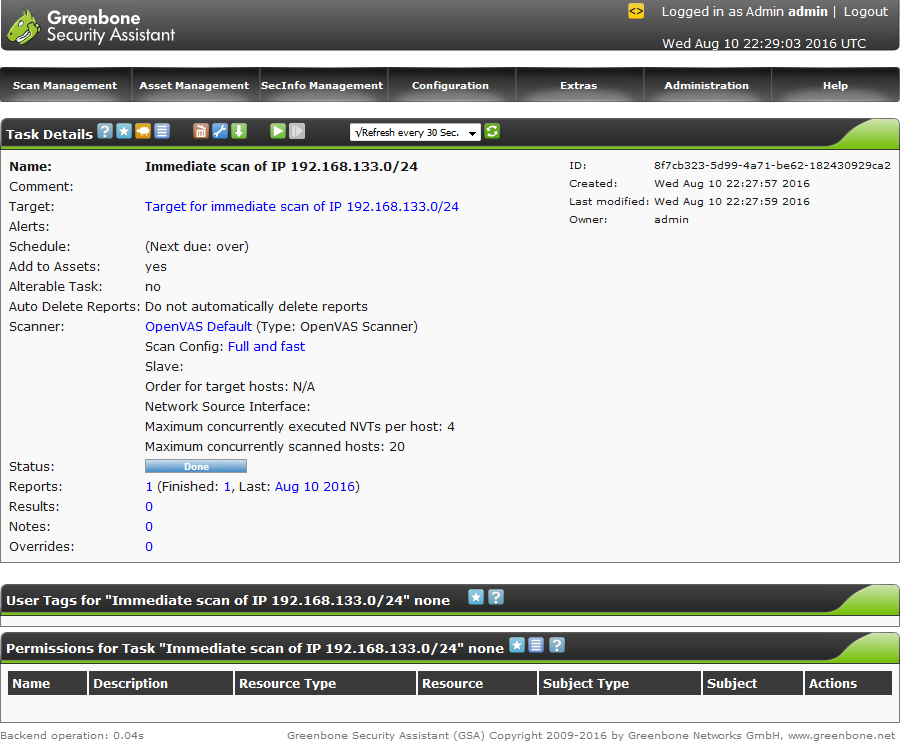 Greenbone
Security Assistant
<> Logged in as Admin admin | Logout
Wed Aug 10 22:29:03 2016 UTC
Scan Management Asset Management SecInfo Management Configuration Extras Administration Help
Task Details ? √Refresh every 30 Sec.
Name: Immediate scan of IP 192.168.133.0/24
ID: 8f7cb323-5d99-4a71-be62-182430929ca2
Comment:
Created: Wed Aug 10 22:27:57 2016
Target: Target for immediate scan of IP 192.168.133.0/24
Last modified: Wed Aug 10 22:27:59 2016
Alerts:
Owner: admin
Schedule: (Next due: over)
Add to Assets: yes
Alterable Task: no
Auto Delete Reports: Do not automatically delete reports
Scanner: OpenVAS Default (Type: OpenVAS Scanner)
Scan Config: Full and fast
Slave:
Order for target hosts: N/A
Network Source Interface:
Maximum concurrently executed NVTs per host: 4
Maximum concurrently scanned hosts: 20
Status: Done
Reports: 1 (Finished: 1, Last: Aug 10 2016)
Results: 0
Notes: 0
Overrides: 0
User Tags for "Immediate scan of IP 192.168.133.0/24" none ?
Permissions for Task "Immediate scan of IP 192.168.133.0/24" none ?
Name Description Resource Type Resource Subject Type Subject Actions
Backend operation: 0.04s Greenbone Security Assistant (GSA) Copyright 2009-2016 by Greenbone Networks GmbH, www.greenbone.net